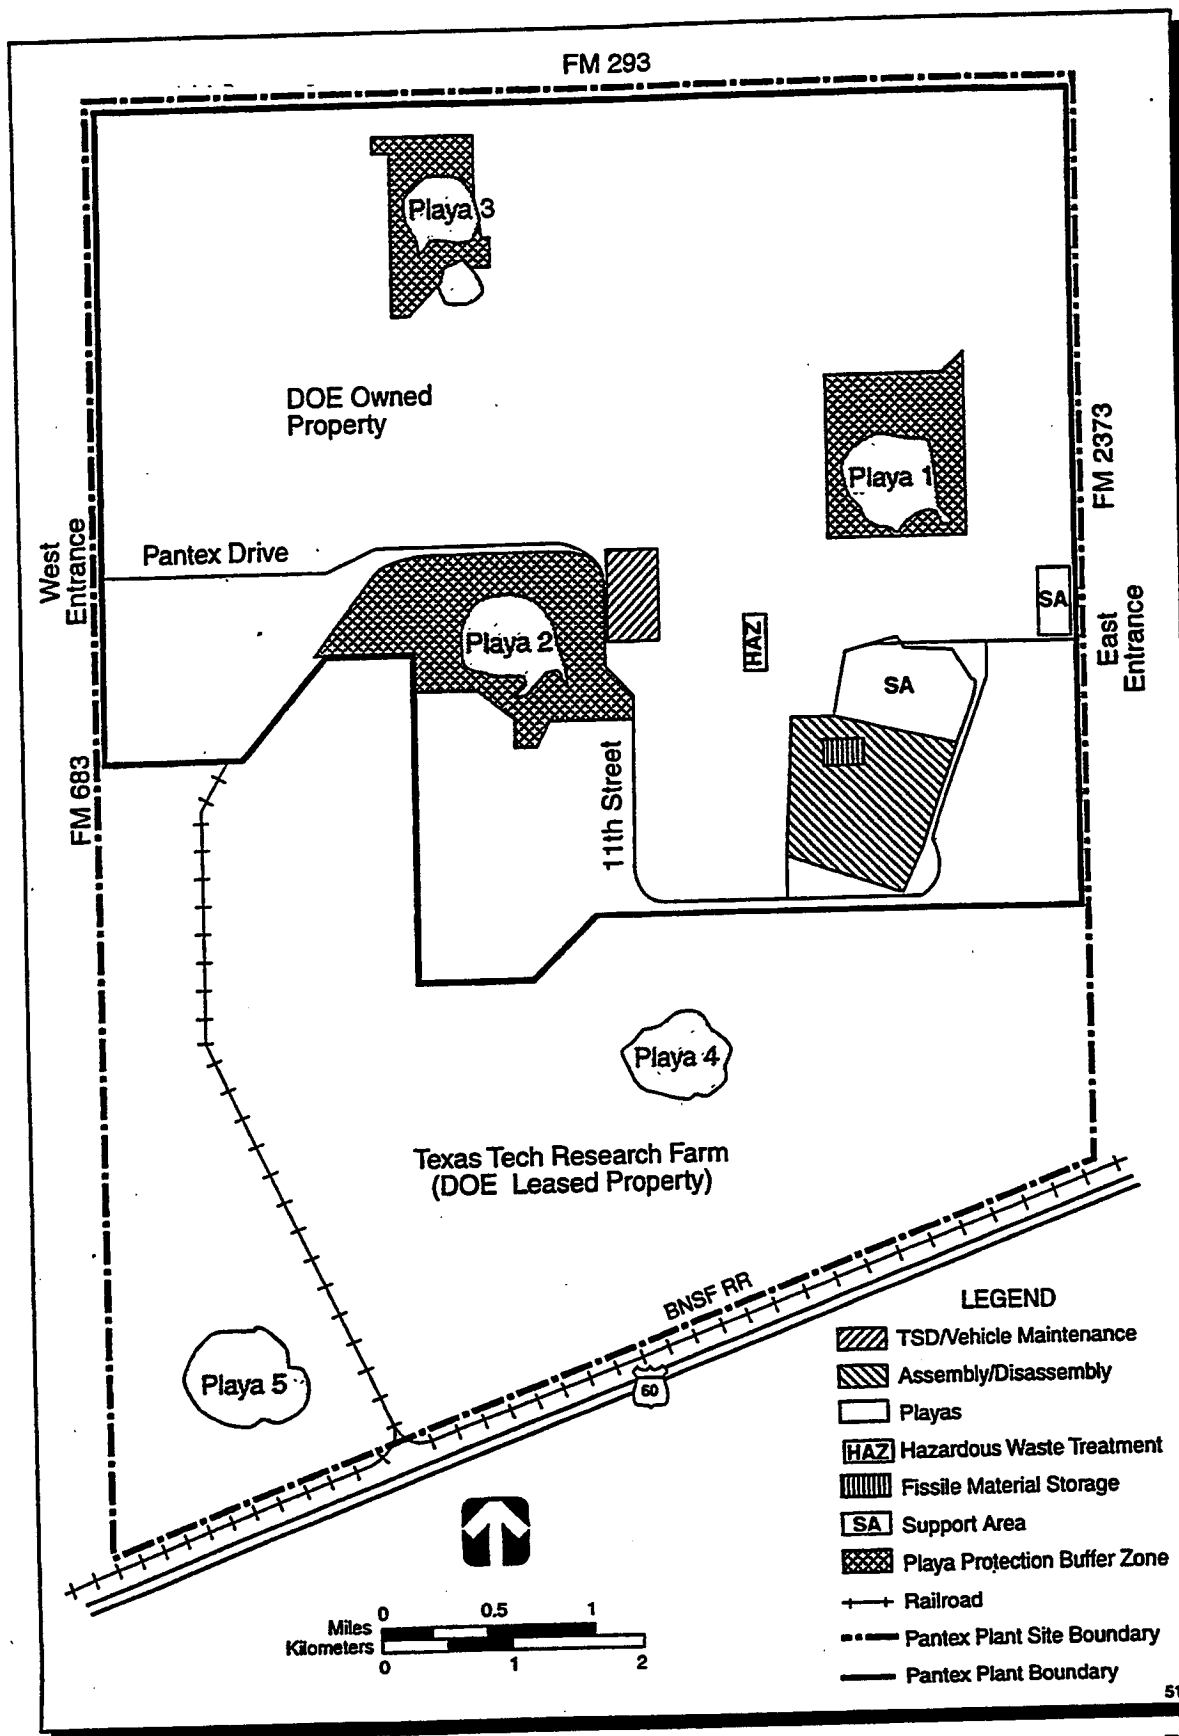 FM 293
Playa 3
DOE Owned
Property
Playa 1
FM 2373
West
Entrance
Pantex Drive
SA
HAZ
East
Entrance
Playa 2
SA
FM 683
11th Street
Playa 4
Texas Tech Research Farm
(DOE Leased Property)
BNSF RR
60
Playa 5
LEGEND
TSD/Vehicle Maintenance
Assembly/Disassembly
Playas
HAZ Hazardous Waste Treatment
Fissile Material Storage
SA Support Area
Playa Protection Buffer Zone
Railroad
Pantex Plant Site Boundary
Pantex Plant Boundary
0 0.5 1
Miles
Kilometers
0 1 2